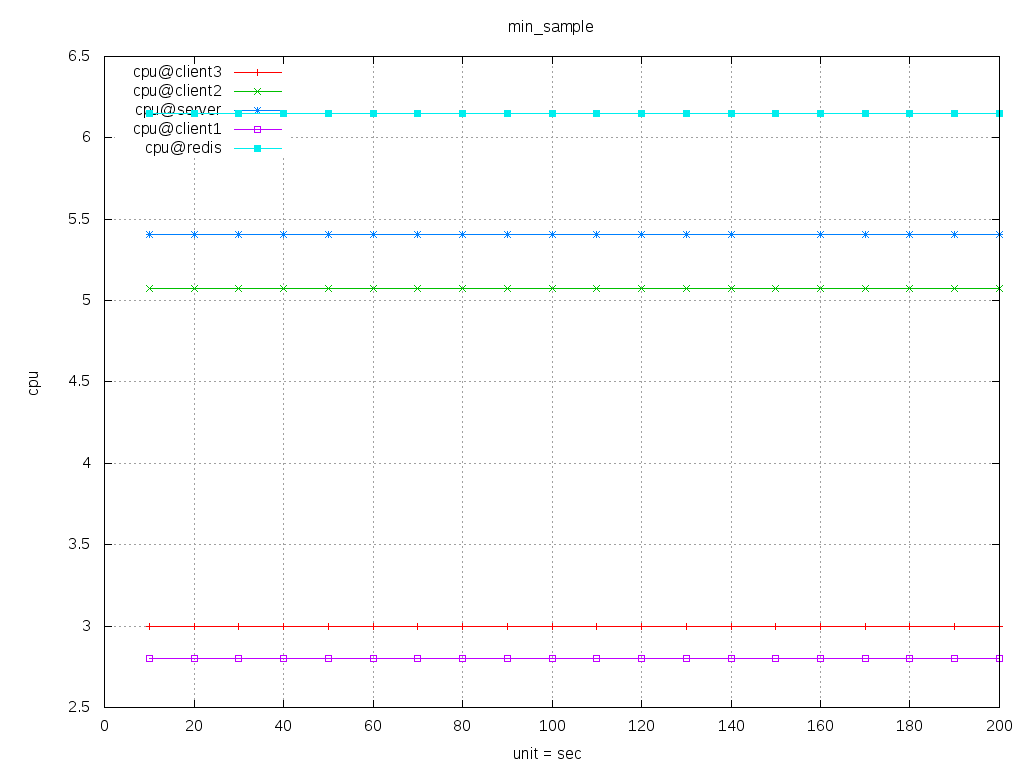 min_sample
6.5
cpu@client3
cpu@client2
cpu@server
cpu@client1
cpu@redis
6
5.5
5
4.5
cpu
4
3.5
3
2.5
0 20 40 60 80 100 120 140 160 180 200
unit = sec